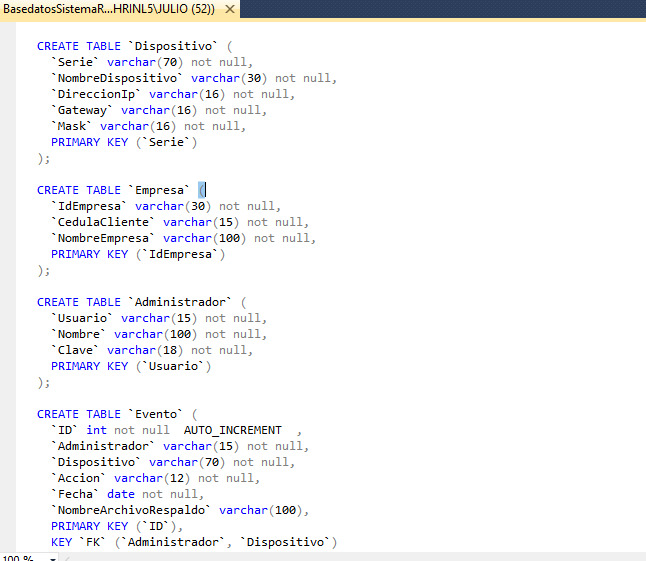 BasedatosSistemaR...HRINL5\JULIO (52))
CREATE TABLE `Dispositivo` (
`Serie` varchar(70) not null,
`NombreDispositivo` varchar(30) not null,
`DireccionIp` varchar(16) not null,
`Gateway` varchar(16) not null,
`Mask` varchar(16) not null,
PRIMARY KEY (`Serie`)
);
CREATE TABLE `Empresa` (
`IdEmpresa` varchar(30) not null,
`CedulaCliente` varchar(15) not null,
`NombreEmpresa` varchar(100) not null,
PRIMARY KEY (`IdEmpresa`)
);
CREATE TABLE `Administrador` (
`Usuario` varchar(15) not null,
`Nombre` varchar(100) not null,
`Clave` varchar(18) not null,
PRIMARY KEY (`Usuario`)
);
CREATE TABLE `Evento` (
`ID` int not null  AUTO_INCREMENT  ,
`Administrador` varchar(15) not null,
`Dispositivo` varchar(70) not null,
`Accion` varchar(12) not null,
`Fecha` date not null,
`NombreArchivoRespaldo` varchar(100),
PRIMARY KEY (`ID`),
KEY `FK` (`Administrador`, `Dispositivo`)
100 %